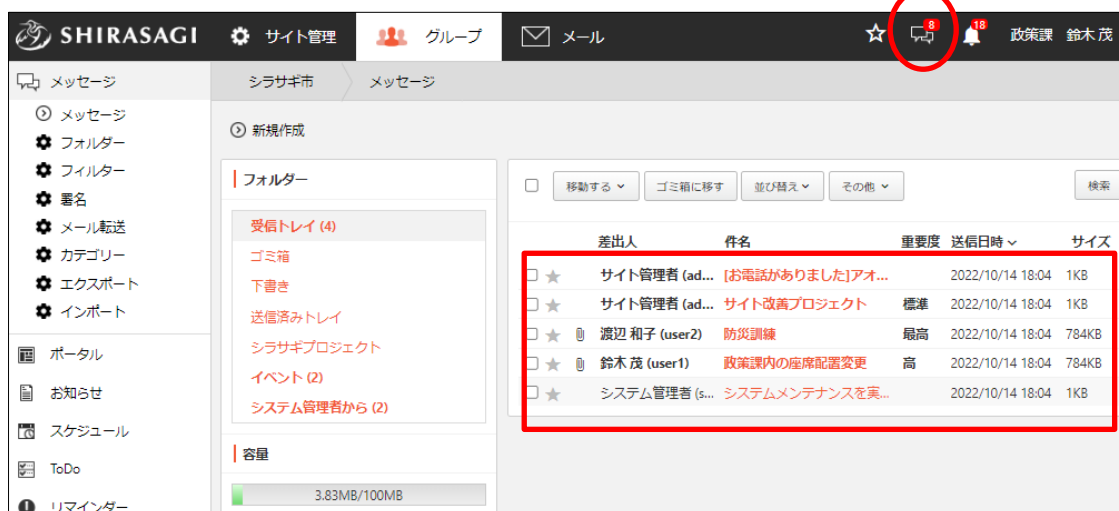 SHIRASAGI サイト管理 グループ メール 8 18 政策課 鈴木 茂
メッセージ
シラサギ市 メッセージ
メッセージ
フォルダー
フィルター
署名
メール転送
カテゴリー
エクスポート
インポート
ポータル
お知らせ
スケジュール
ToDo
リマインダー
新規作成
フォルダー
受信トレイ (4)
ゴミ箱
下書き
送信済みトレイ
シラサギプロジェクト
イベント (2)
システム管理者から (2)
容量
3.83MB/100MB
移動する ゴミ箱に移す 並び替え その他 検索
差出人 件名 重要度 送信日時 サイズ
サイト管理者 (ad... [お電話がありました]アオ... 2022/10/14 18:04 1KB
サイト管理者 (ad... サイト改善プロジェクト 標準 2022/10/14 18:04 1KB
渡辺 和子 (user2) 防災訓練 最高 2022/10/14 18:04 784KB
鈴木 茂 (user1) 政策課内の座席配置変更 高 2022/10/14 18:04 784KB
システム管理者 (s... システムメンテナンスを実... 2022/10/14 18:04 1KB